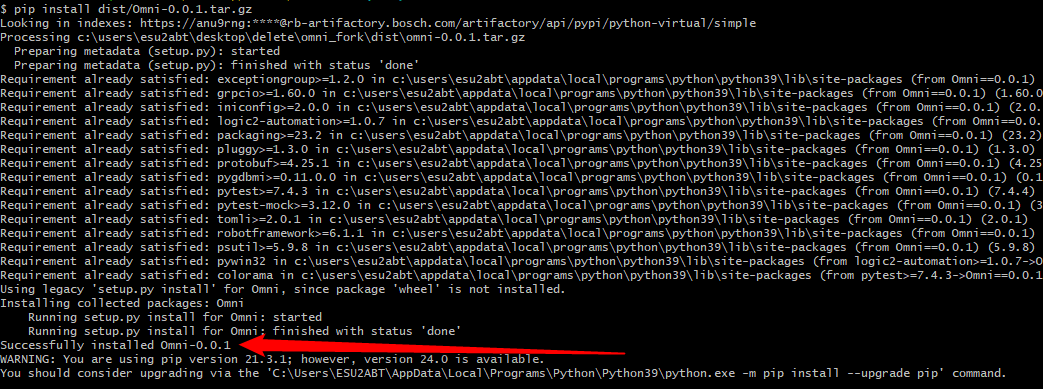 $ pip install dist/Omni-0.0.1.tar.gz
Looking in indexes: https://anu9rng:****@rb-artifactory.bosch.com/artifactory/api/pypi/python-virtual/simple
Processing c:\users\esu2abt\desktop\delete\omni_fork\dist\omni-0.0.1.tar.gz
  Preparing metadata (setup.py): started
  Preparing metadata (setup.py): finished with status 'done'
Requirement already satisfied: exceptiongroup>=1.2.0 in c:\users\esu2abt\appdata\local\programs\python\python39\lib\site-packages (from Omni==0.0.1)
Requirement already satisfied: grpcio>=1.60.0 in c:\users\esu2abt\appdata\local\programs\python\python39\lib\site-packages (from Omni==0.0.1) (1.60.0
Requirement already satisfied: iniconfig>=2.0.0 in c:\users\esu2abt\appdata\local\programs\python\python39\lib\site-packages (from Omni==0.0.1) (2.0.
Requirement already satisfied: logic2-automation>=1.0.7 in c:\users\esu2abt\appdata\local\programs\python\python39\lib\site-packages (from Omni==0.0.
Requirement already satisfied: packaging>=23.2 in c:\users\esu2abt\appdata\local\programs\python\python39\lib\site-packages (from Omni==0.0.1) (23.2)
Requirement already satisfied: pluggy>=1.3.0 in c:\users\esu2abt\appdata\local\programs\python\python39\lib\site-packages (from Omni==0.0.1) (1.3.0)
Requirement already satisfied: protobuf>=4.25.1 in c:\users\esu2abt\appdata\local\programs\python\python39\lib\site-packages (from Omni==0.0.1) (4.25
Requirement already satisfied: pygdbmi>=0.11.0.0 in c:\users\esu2abt\appdata\local\programs\python\python39\lib\site-packages (from Omni==0.0.1) (0.1
Requirement already satisfied: pytest>=7.4.3 in c:\users\esu2abt\appdata\local\programs\python\python39\lib\site-packages (from Omni==0.0.1) (7.4.4)
Requirement already satisfied: pytest-mock>=3.12.0 in c:\users\esu2abt\appdata\local\programs\python\python39\lib\site-packages (from Omni==0.0.1) (3
Requirement already satisfied: tomli>=2.0.1 in c:\users\esu2abt\appdata\local\programs\python\python39\lib\site-packages (from Omni==0.0.1) (2.0.1)
Requirement already satisfied: robotframework>=6.1.1 in c:\users\esu2abt\appdata\local\programs\python\python39\lib\site-packages (from Omni==0.0.1)
Requirement already satisfied: psutil>=5.9.8 in c:\users\esu2abt\appdata\local\programs\python\python39\lib\site-packages (from Omni==0.0.1) (5.9.8)
Requirement already satisfied: pywin32 in c:\users\esu2abt\appdata\local\programs\python\python39\lib\site-packages (from logic2-automation>=1.0.7->O
Requirement already satisfied: colorama in c:\users\esu2abt\appdata\local\programs\python\python39\lib\site-packages (from pytest>=7.4.3->Omni==0.0.1
Using legacy 'setup.py install' for Omni, since package 'wheel' is not installed.
Installing collected packages: Omni
    Running setup.py install for Omni: started
    Running setup.py install for Omni: finished with status 'done'
Successfully installed Omni-0.0.1
WARNING: You are using pip version 21.3.1; however, version 24.0 is available.
You should consider upgrading via the 'C:\Users\ESU2ABT\AppData\Local\Programs\Python\Python39\python.exe -m pip install --upgrade pip' command.